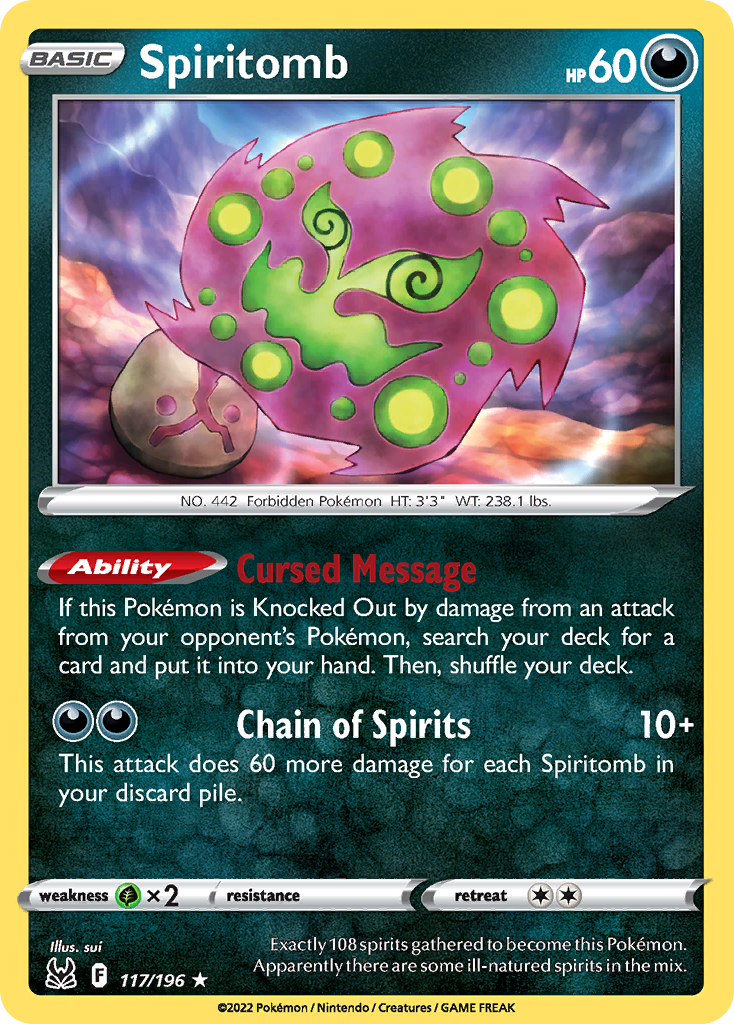 BASIC Spiritomb HP60
NO. 442 Forbidden Pokémon HT: 3'3" WT: 238.1 lbs.
Ability Cursed Message
If this Pokémon is Knocked Out by damage from an attack
from your opponent's Pokémon, search your deck for a
card and put it into your hand. Then, shuffle your deck.
Chain of Spirits 10+
This attack does 60 more damage for each Spiritomb in
your discard pile.
weakness ×2 resistance retreat
Illus. sui
Exactly 108 spirits gathered to become this Pokémon.
Apparently there are some ill-natured spirits in the mix.
F 117/196 ★
©2022 Pokémon / Nintendo / Creatures / GAME FREAK